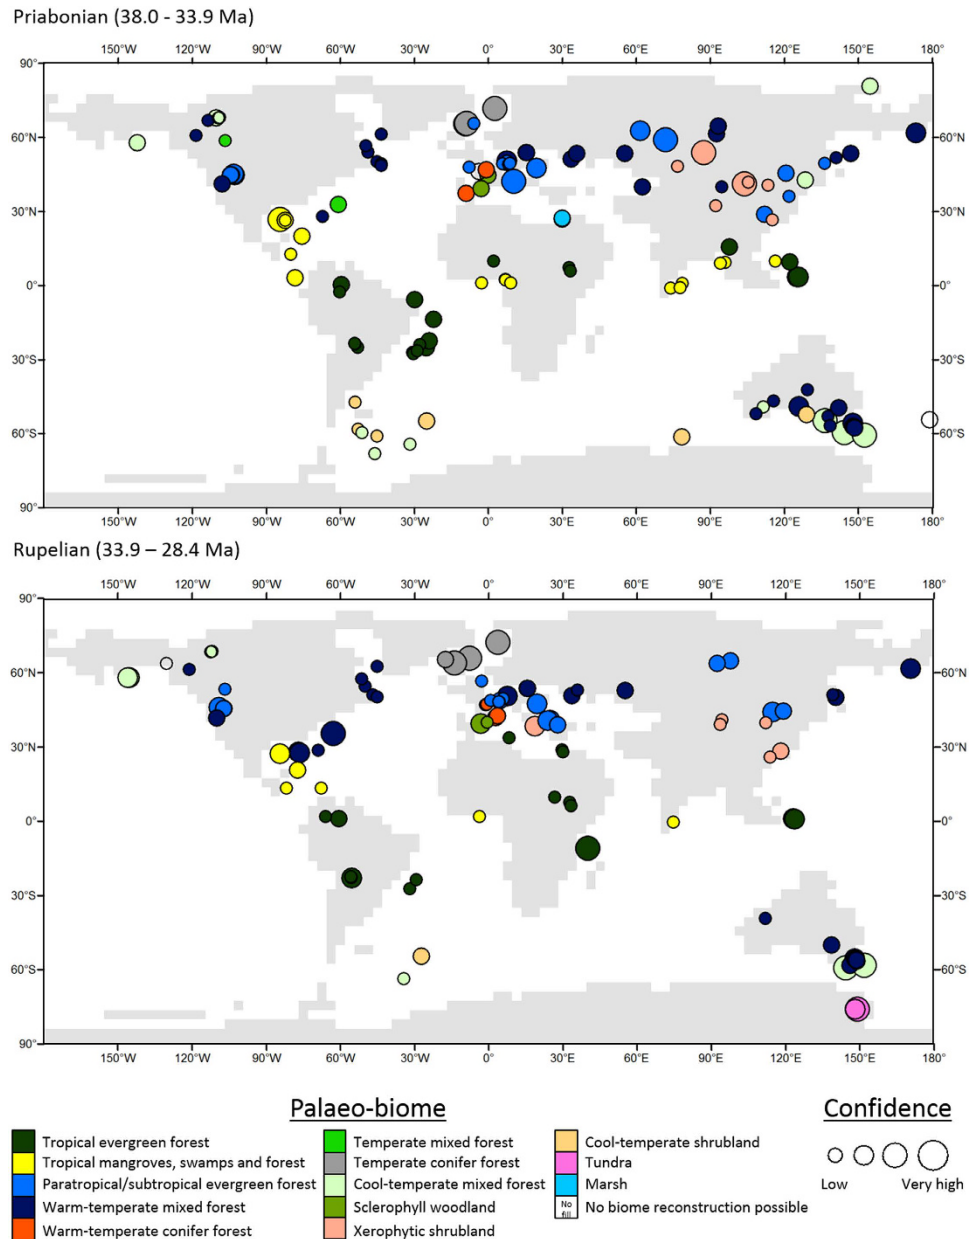 Priabonian (38.0 - 33.9 Ma)
150°W 120°W 90°W 60°W 30°W 0° 30°E 60°E 90°E 120°E 150°E 180°
90° 90°
60°N 60°N
30°N 30°N
0° 0°
30°S 30°S
60°S 60°S
90° 90°
150°W 120°W 90°W 60°W 30°W 0° 30°E 60°E 90°E 120°E 150°E 180°
Rupelian (33.9 – 28.4 Ma)
150°W 120°W 90°W 60°W 30°W 0° 30°E 60°E 90°E 120°E 150°E 180°
90° 90°
60°N 60°N
30°N 30°N
0° 0°
30°S 30°S
60°S 60°S
90° 90°
150°W 120°W 90°W 60°W 30°W 0° 30°E 60°E 90°E 120°E 150°E 180°
Palaeo-biome
Tropical evergreen forest
Tropical mangroves, swamps and forest
Paratropical/subtropical evergreen forest
Warm-temperate mixed forest
Warm-temperate conifer forest
Temperate mixed forest
Temperate conifer forest
Cool-temperate mixed forest
Sclerophyll woodland
Xerophytic shrubland
Cool-temperate shrubland
Tundra
Marsh
No
fill
No biome reconstruction possible
Confidence
Low Very high